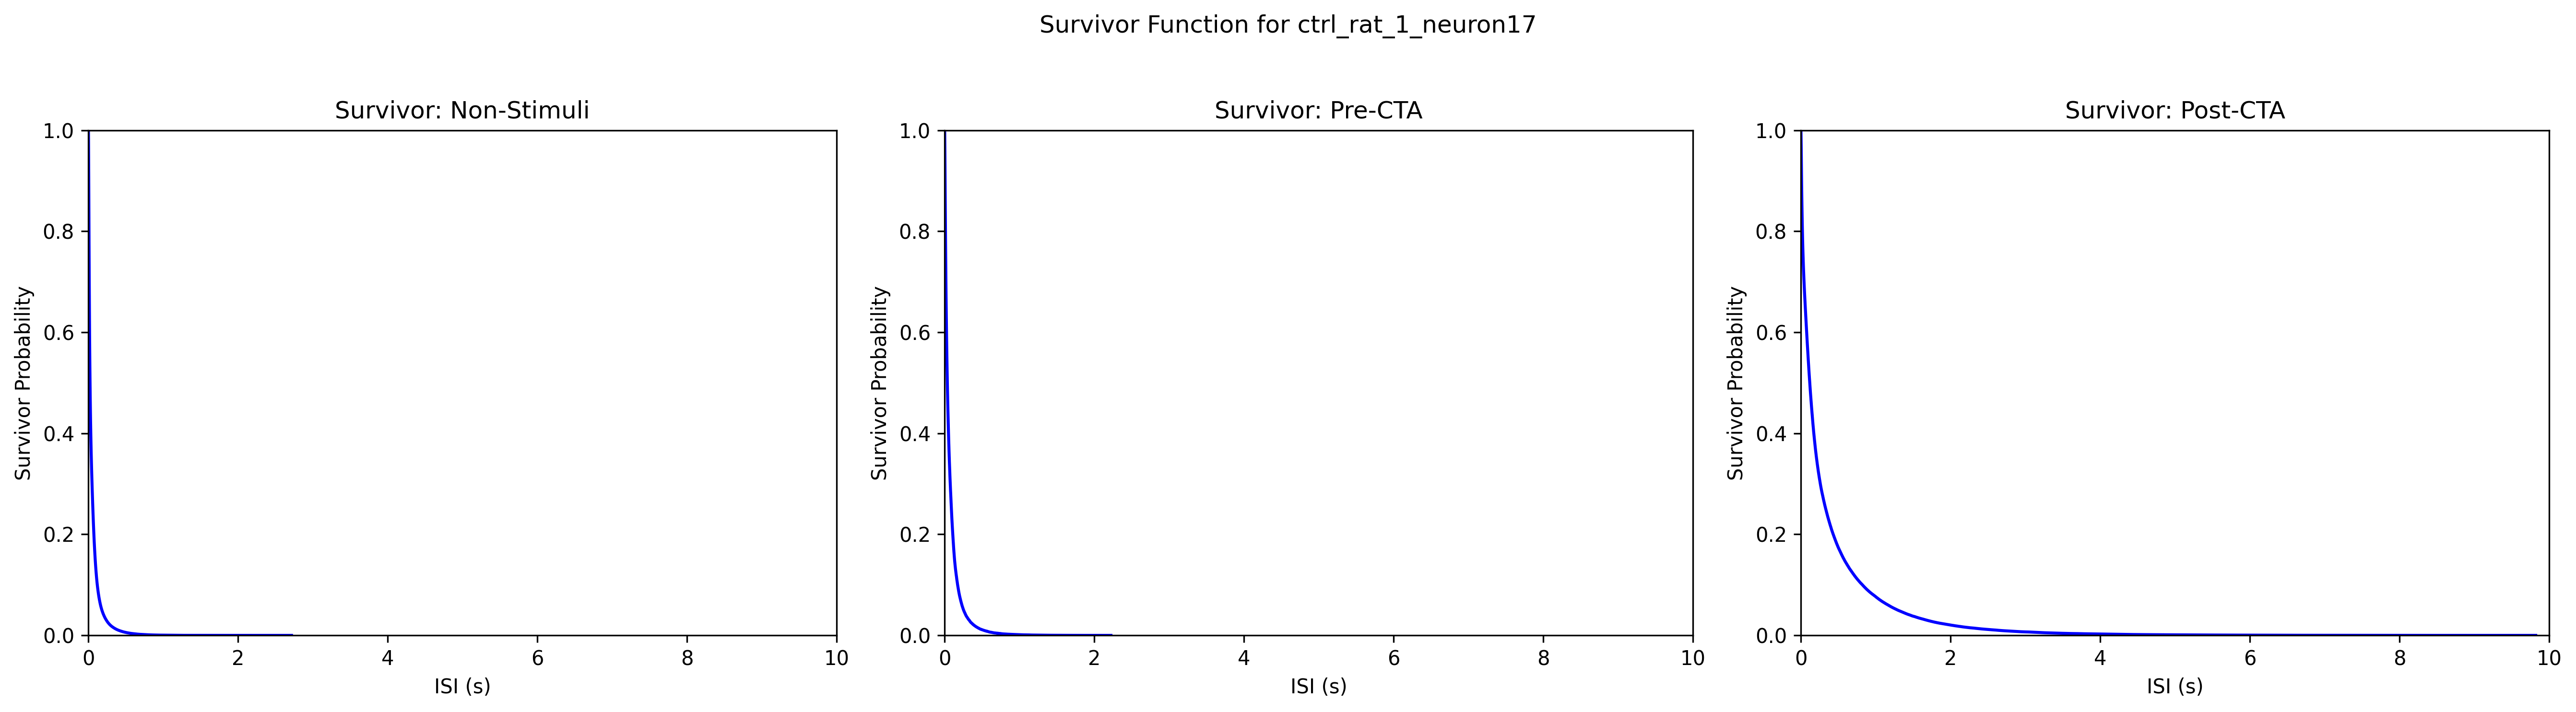 Survivor Function for ctrl_rat_1_neuron17
Survivor: Non-Stimuli
1.0
0.8
0.6
0.4
0.2
0.0
Survivor Probability
0 2 4 6 8 10
ISI (s)
Survivor: Pre-CTA
1.0
0.8
0.6
0.4
0.2
0.0
Survivor Probability
0 2 4 6 8 10
ISI (s)
Survivor: Post-CTA
1.0
0.8
0.6
0.4
0.2
0.0
Survivor Probability
0 2 4 6 8 10
ISI (s)